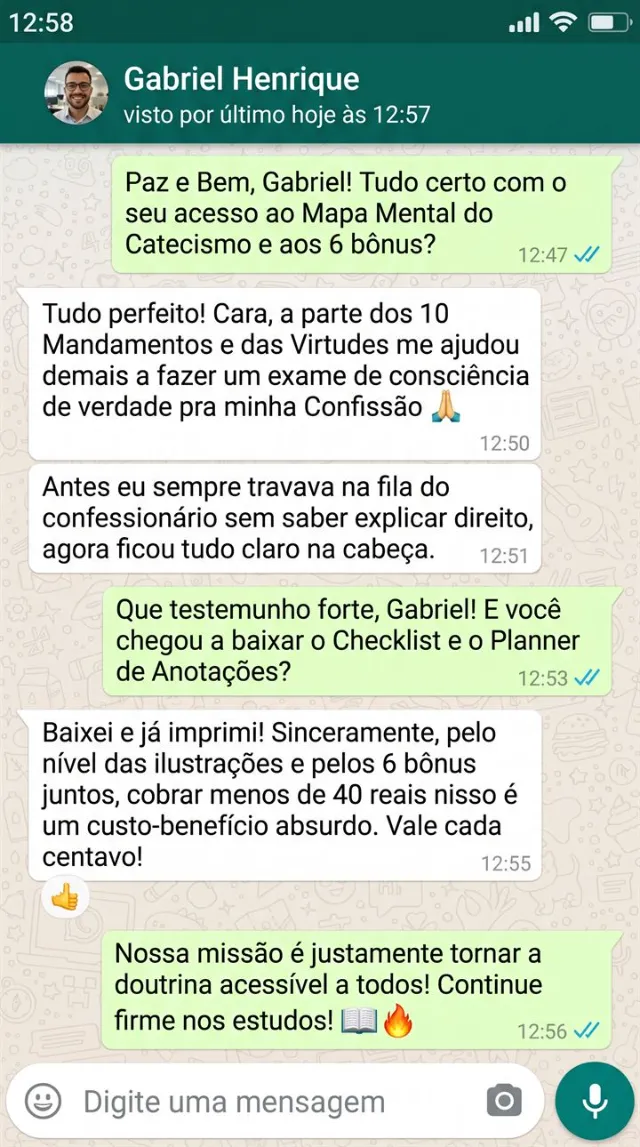 12:58
Gabriel Henrique
visto por último hoje às 12:57
Paz e Bem, Gabriel! Tudo certo com o
seu acesso ao Mapa Mental do
Catecismo e aos 6 bônus?
12:47
Tudo perfeito! Cara, a parte dos 10
Mandamentos e das Virtudes me ajudou
demais a fazer um exame de consciência
de verdade pra minha Confissão 🙏
12:50
Antes eu sempre travava na fila do
confessionário sem saber explicar direito,
agora ficou tudo claro na cabeça.
12:51
Que testemunho forte, Gabriel! E você
chegou a baixar o Checklist e o Planner
de Anotações?
12:53
Baixei e já imprimi! Sinceramente, pelo
nível das ilustrações e pelos 6 bônus
juntos, cobrar menos de 40 reais nisso é
um custo-benefício absurdo. Vale cada
centavo!
12:55
👍
Nossa missão é justamente tornar a
doutrina acessível a todos! Continue
firme nos estudos! 📖🔥
12:56
Digite uma mensagem